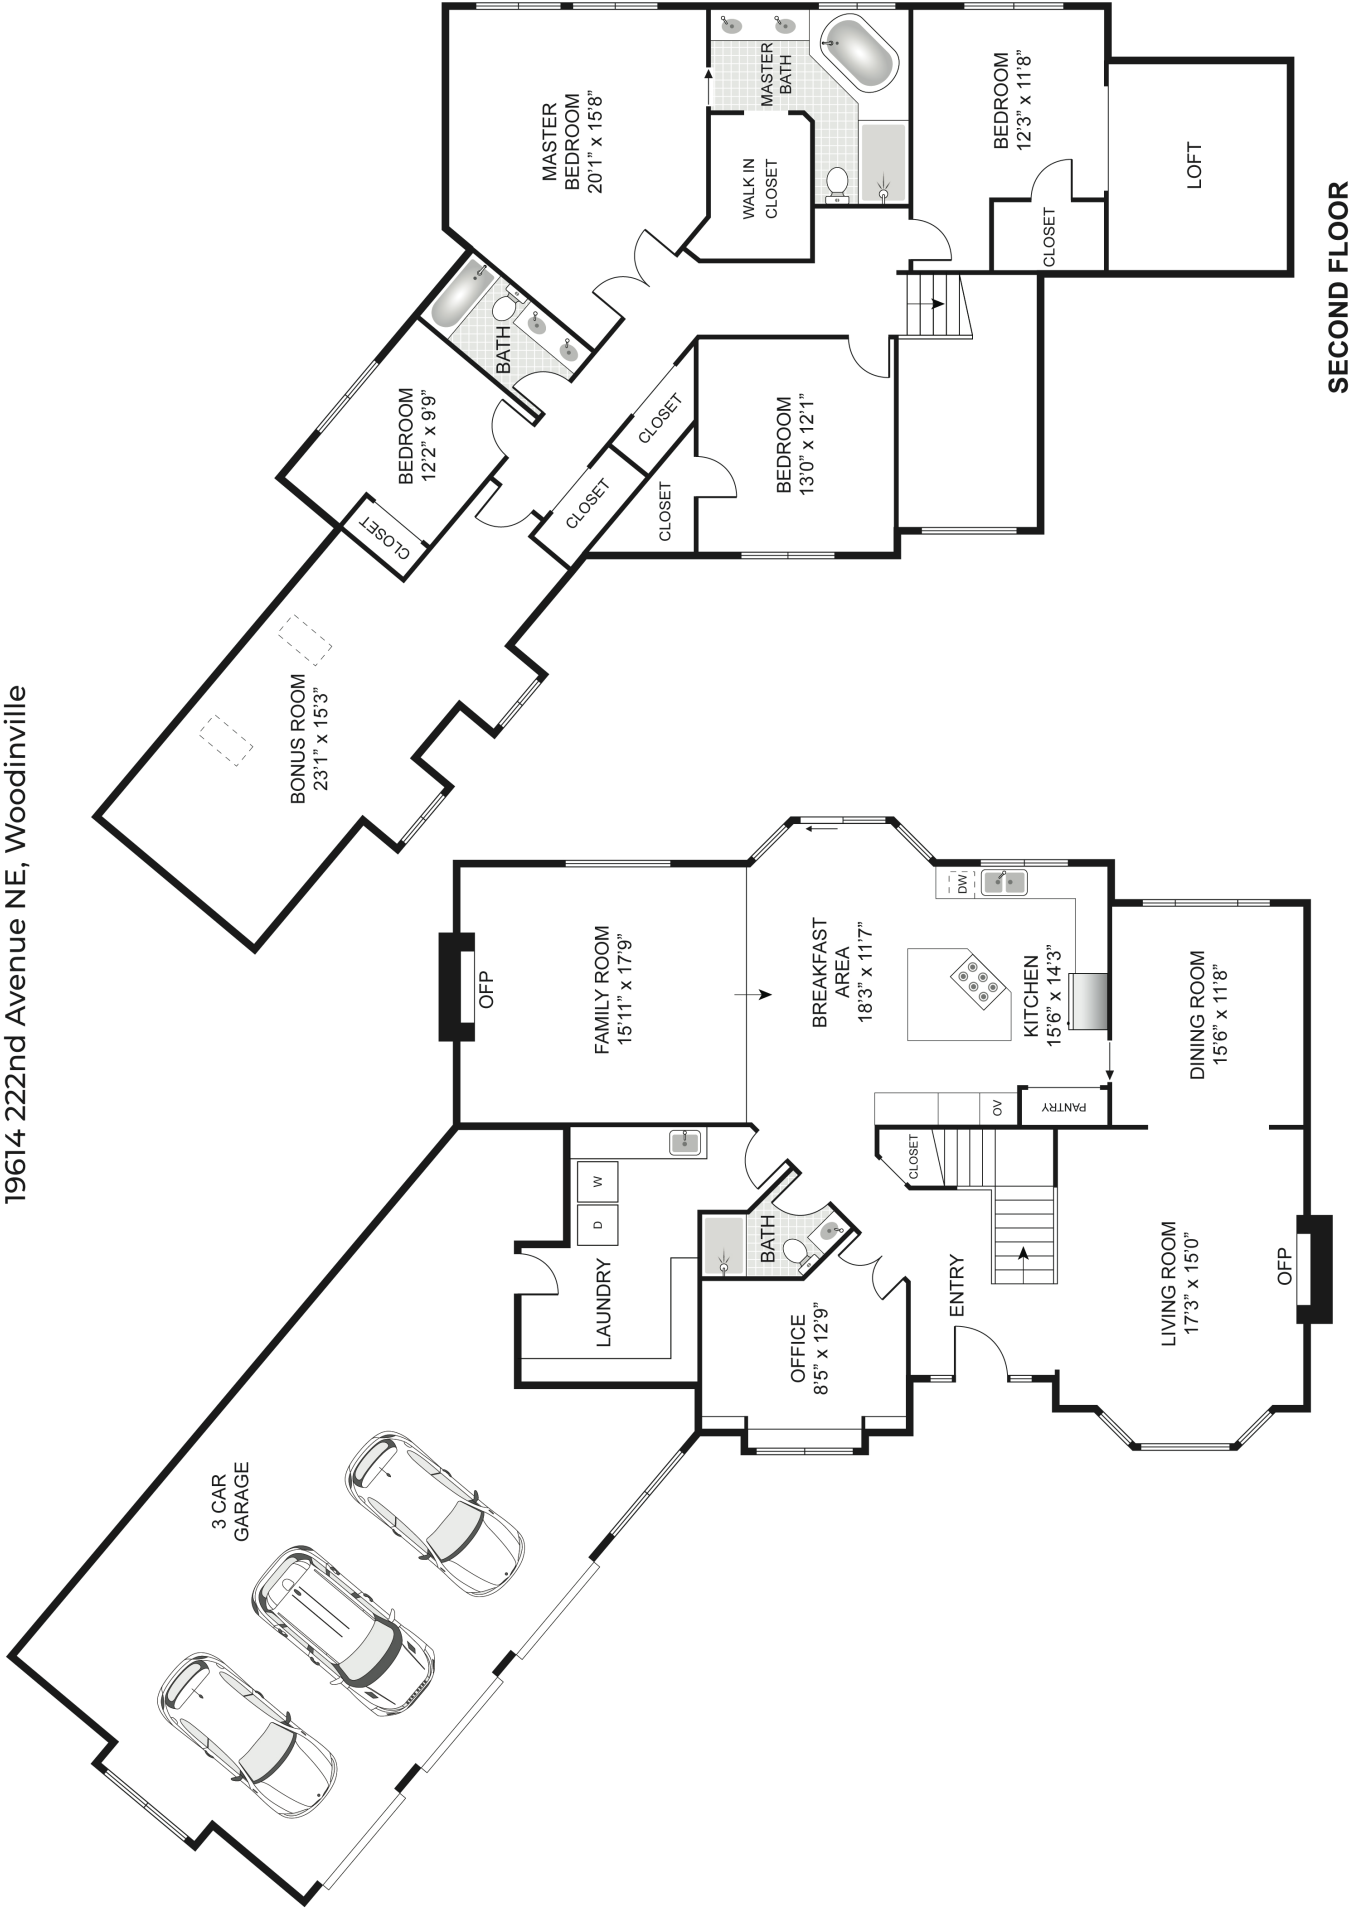 19614 222nd Avenue NE, Woodinville
3 CAR
GARAGE
LAUNDRY
D
W
OFP
FAMILY ROOM
15'11" x 17'9"
BATH
OFFICE
8'5" x 12'9"
BREAKFAST
AREA
18'3" x 11'7"
CLOSET
ENTRY
DW
OV
KITCHEN
15'6" x 14'3"
PANTRY
DINING ROOM
15'6" x 11'8"
LIVING ROOM
17'3" x 15'0"
OFP
BONUS ROOM
23'1" x 15'3"
CLOSET
BEDROOM
12'2" x 9'9"
BATH
MASTER
BEDROOM
20'1" x 15'8"
CLOSET
CLOSET
CLOSET
WALK IN
CLOSET
MASTER
BATH
BEDROOM
13'0" x 12'1"
BEDROOM
12'3" x 11'8"
CLOSET
LOFT
SECOND FLOOR